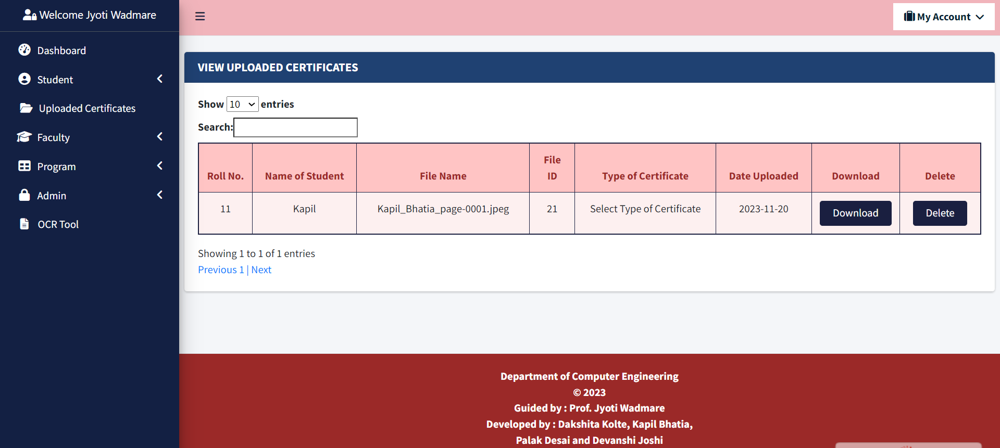 Welcome Jyoti Wadmare
My Account
Dashboard
Student
Uploaded Certificates
Faculty
Program
Admin
OCR Tool
VIEW UPLOADED CERTIFICATES
Show 10 entries
Search:
Roll No. Name of Student File Name File ID Type of Certificate Date Uploaded Download Delete
11 Kapil Kapil_Bhatia_page-0001.jpeg 21 Select Type of Certificate 2023-11-20 Download Delete
Showing 1 to 1 of 1 entries
Previous 1 | Next
Department of Computer Engineering
© 2023
Guided by : Prof. Jyoti Wadmare
Developed by : Dakshita Kolte, Kapil Bhatia,
Palak Desai and Devanshi Joshi